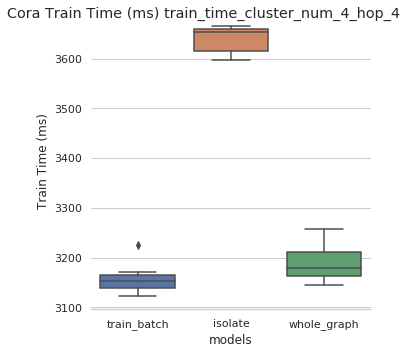 Cora Train Time (ms) train_time_cluster_num_4_hop_4
3600
3500
3400
3300
3200
3100
Train Time (ms)
train_batch
isolate
whole_graph
models